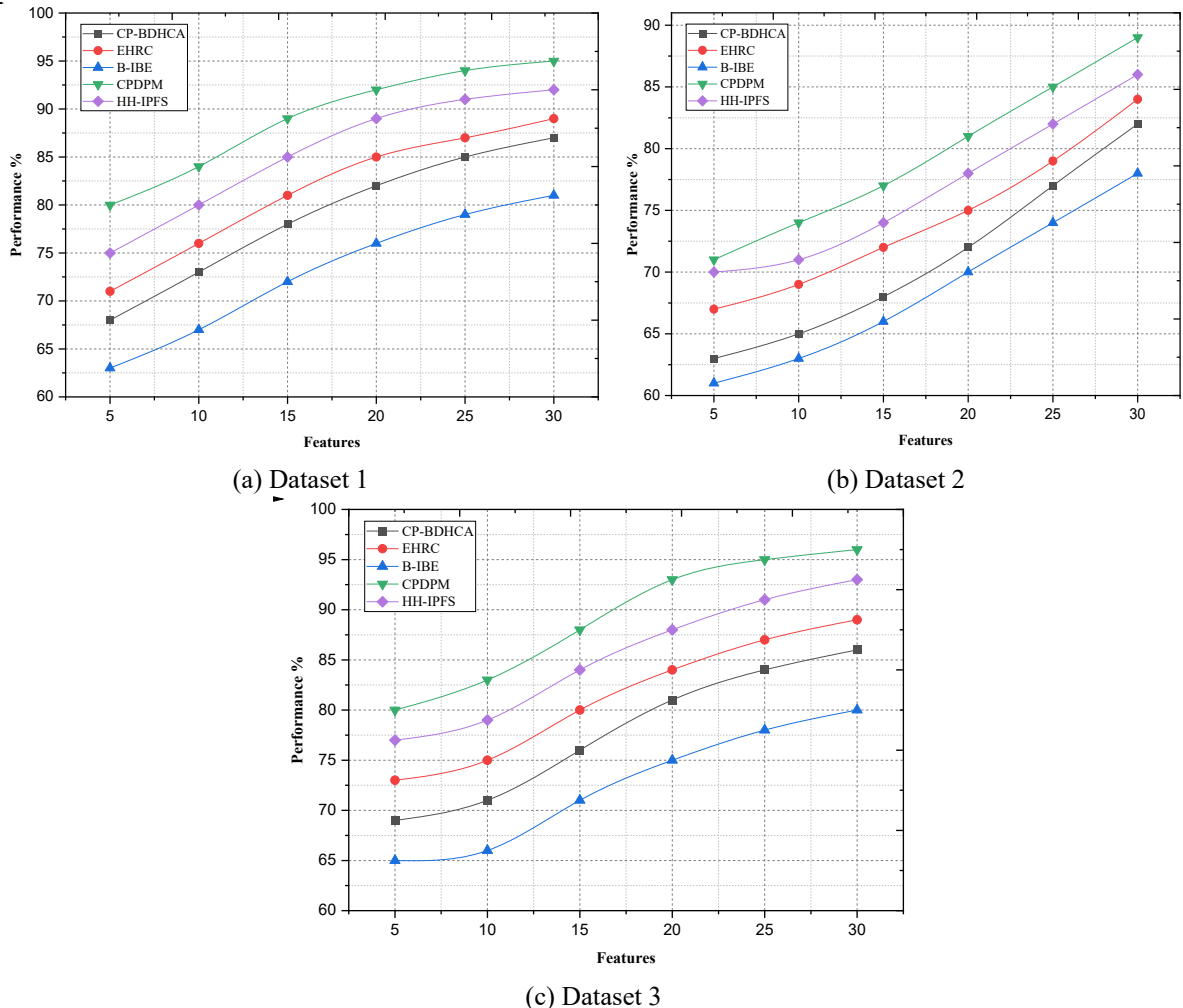 100
95
90
85
80
75
70
65
60
Performance %
CP-BDHCA
EHRC
B-IBE
CPDPM
HH-IPFS
5 10 15 20 25 30
Features
(a) Dataset 1
90
85
80
75
70
65
60
Performance %
CP-BDHCA
EHRC
B-IBE
CPDPM
HH-IPFS
5 10 15 20 25 30
Features
(b) Dataset 2
100
95
90
85
80
75
70
65
60
Performance %
CP-BDHCA
EHRC
B-IBE
CPDPM
HH-IPFS
5 10 15 20 25 30
Features
(c) Dataset 3